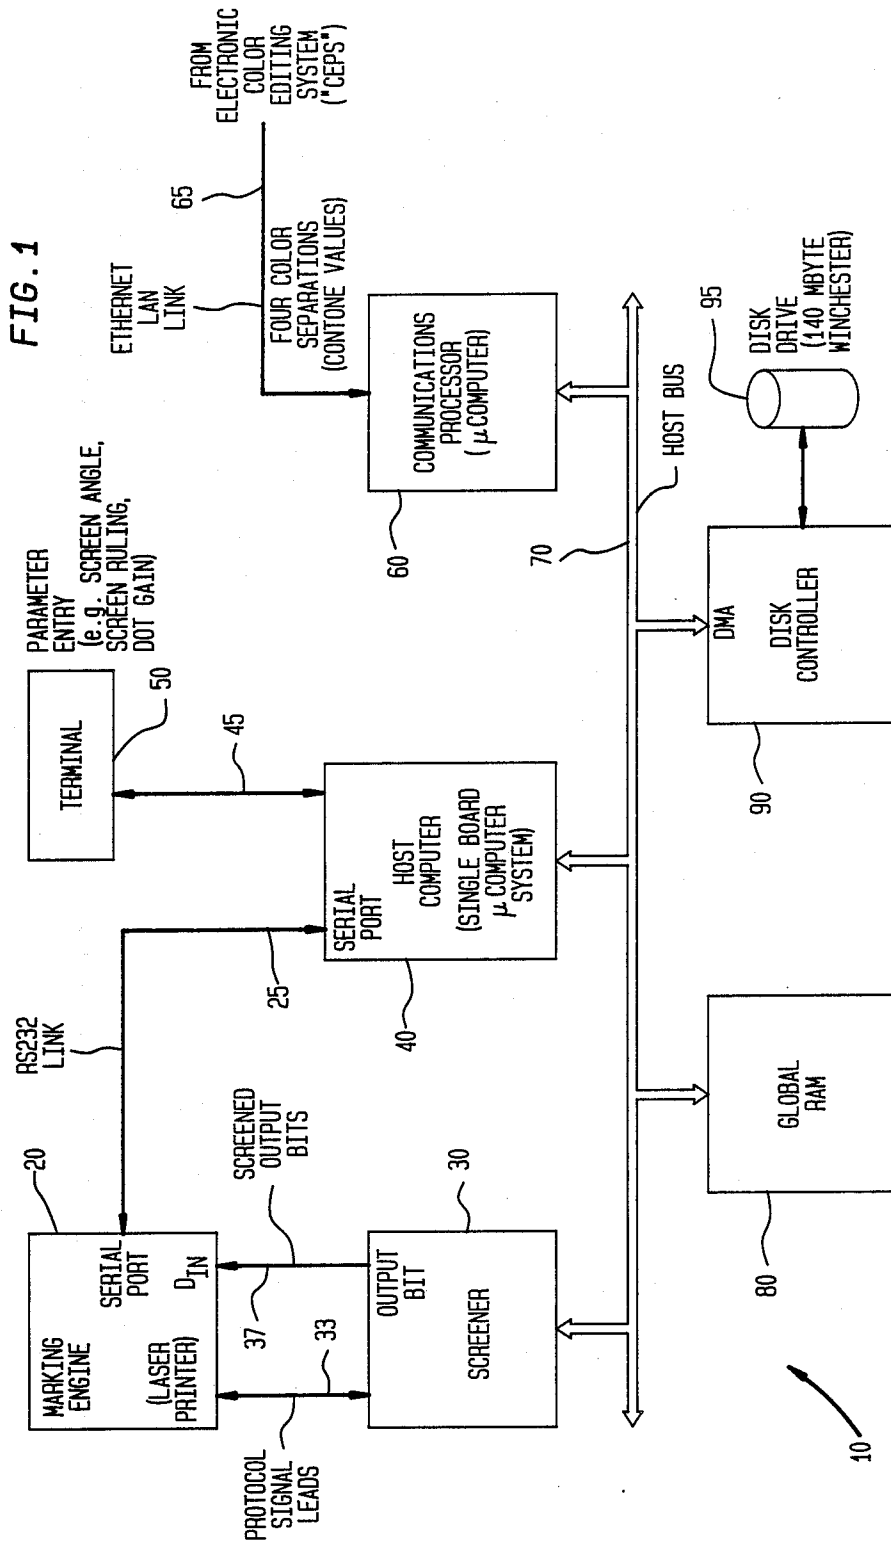 FIG.1
MARKING
ENGINE
(LASER
PRINTER)
SERIAL
PORT
D_IN
20
RS232
LINK
25
PROTOCOL
SIGNAL
LEADS
33
37
SCREENED
OUTPUT
BITS
OUTPUT
BIT
SCREENER
30
TERMINAL
50
PARAMETER
ENTRY
(e.g. SCREEN ANGLE,
SCREEN RULING,
DOT GAIN)
45
SERIAL
PORT
HOST
COMPUTER
(SINGLE BOARD
μCOMPUTER
SYSTEM)
40
ETHERNET
LAN
LINK
65
FROM
ELECTRONIC
COLOR
EDITING
SYSTEM
("CEPS")
FOUR COLOR
SEPARATIONS
(CONTONE VALUES)
COMMUNICATIONS
PROCESSOR
(μCOMPUTER)
60
70
HOST BUS
GLOBAL
RAM
80
DMA
DISK
CONTROLLER
90
95
DISK
DRIVE
(140 MBYTE
WINCHESTER)
10